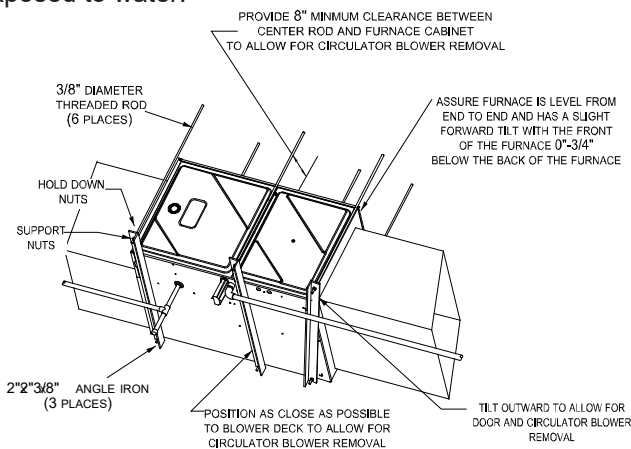 xposed to water.
PROVIDE 8" MINMUM CLEARANCE BETWEEN
CENTER ROD AND FURNACE CABINET
TO ALLOW FOR CIRCULATOR BLOWER REMOVAL
3/8" DIAMETER
THREADED ROD
(6 PLACES)
ASSURE FURNACE IS LEVEL FROM
END TO END AND HAS A SLIGHT
FORWARD TILT WITH THE FRONT
OF THE FURNACE 0"-3/4"
BELOW THE BACK OF THE FURNACE
HOLD DOWN
NUTS
SUPPORT
NUTS
2"X2"X3/8" ANGLE IRON
(3 PLACES)
POSITION AS CLOSE AS POSSIBLE
TO BLOWER DECK TO ALLOW FOR
CIRCULATOR BLOWER REMOVAL
TILT OUTWARD TO ALLOW FOR
DOOR AND CIRCULATOR BLOWER
REMOVAL